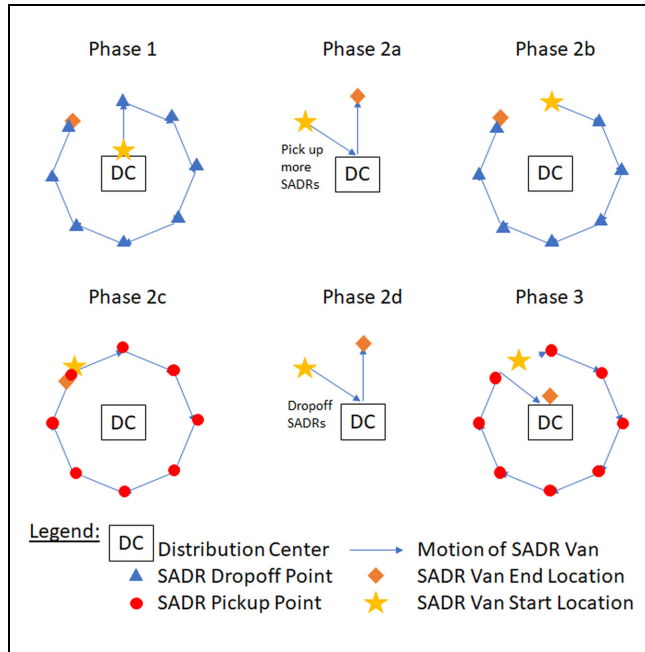 Phase 1
Phase 2a
Phase 2b
DC
Pick up
more
SADRs
DC
DC
Phase 2c
Phase 2d
Phase 3
DC
Dropoff
SADRs
DC
DC
Legend:
DC
Distribution Center
Motion of SADR Van
SADR Dropoff Point
SADR Van End Location
SADR Pickup Point
SADR Van Start Location